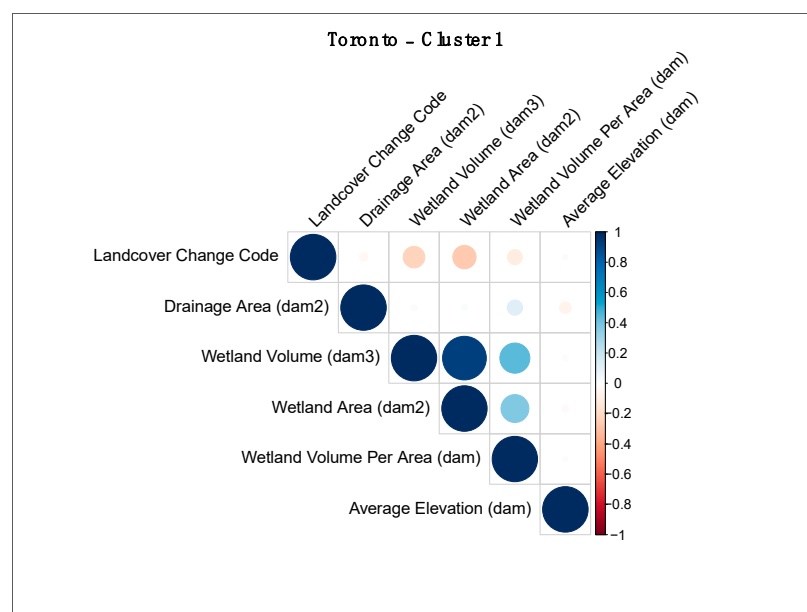 Toronto – Cluster 1
Landcover Change Code
Drainage Area (dam2)
Wetland Volume (dam3)
Wetland Area (dam2)
Wetland Volume Per Area (dam)
Average Elevation (dam)
Landcover Change Code
Drainage Area (dam2)
Wetland Volume (dam3)
Wetland Area (dam2)
Wetland Volume Per Area (dam)
Average Elevation (dam)
1
0.8
0.6
0.4
0.2
0
−0.2
−0.4
−0.6
−0.8
−1